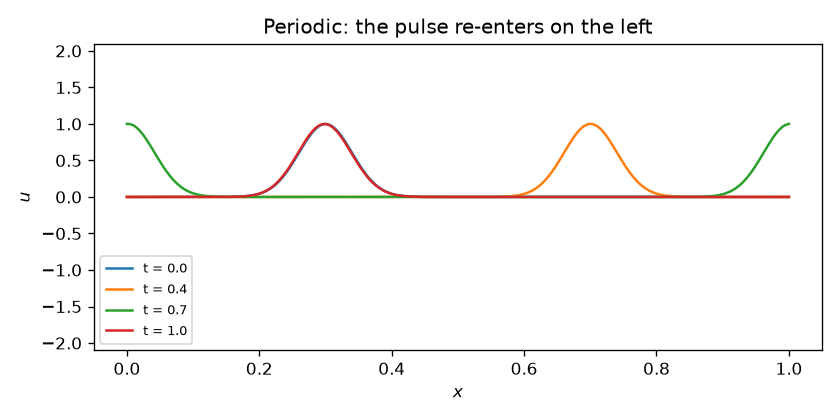 Periodic: the pulse re-enters on the left
2.0
1.5
1.0
0.5
0.0
−0.5
−1.0
−1.5
−2.0
u
t = 0.0
t = 0.4
t = 0.7
t = 1.0
0.0 0.2 0.4 0.6 0.8 1.0
x